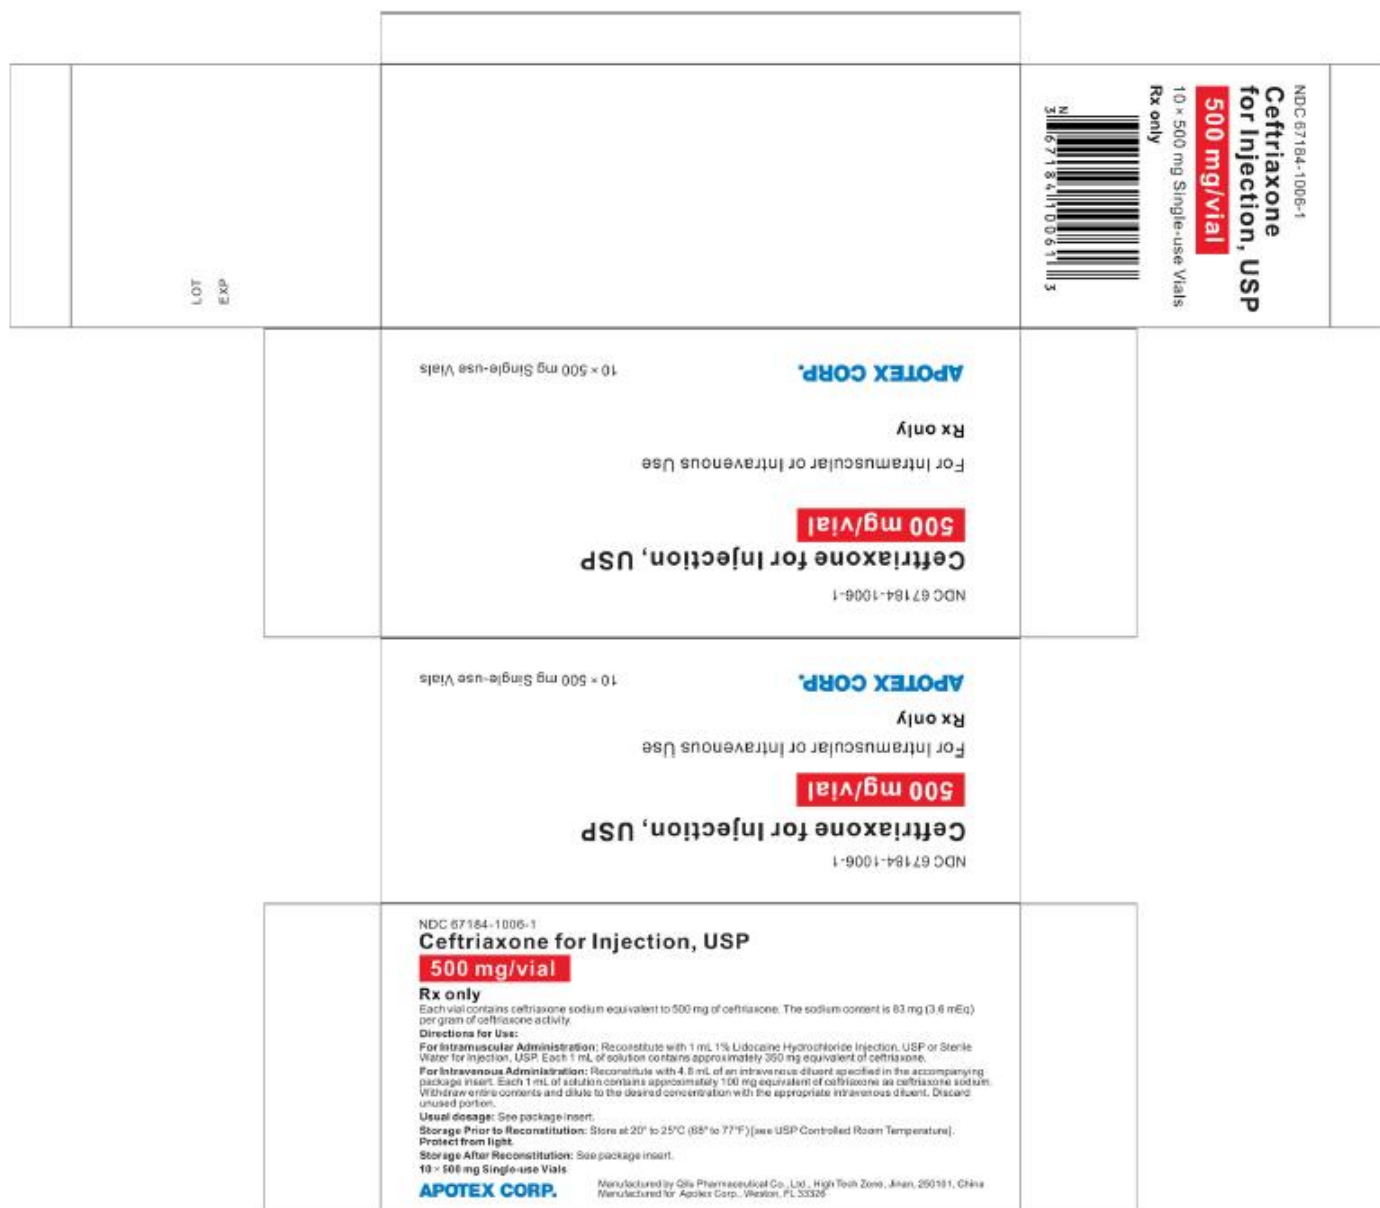 NDC 67184-1006-1
Ceftriaxone
for Injection, USP
500 mg/vial
10 × 500 mg Single-use Vials
Rx only
N
3 67184 10061 3
LOT
EXP
NDC 67184-1006-1
Ceftriaxone for Injection, USP
500 mg/vial
For Intramuscular or Intravenous Use
Rx only
APOTEX CORP.
10 × 500 mg Single-use Vials
NDC 67184-1006-1
Ceftriaxone for Injection, USP
500 mg/vial
For Intramuscular or Intravenous Use
Rx only
APOTEX CORP.
10 × 500 mg Single-use Vials
NDC 67184-1006-1
Ceftriaxone for Injection, USP
500 mg/vial
Rx only
Each vial contains ceftriaxone sodium equivalent to 500 mg of ceftriaxone. The sodium content is 83 mg (3.6 mEq)
per gram of ceftriaxone activity.
Directions for Use:
For Intramuscular Administration: Reconstitute with 1 mL 1% Lidocaine Hydrochloride Injection, USP or Sterile
Water for Injection, USP. Each 1 mL of solution contains approximately 350 mg equivalent of ceftriaxone.
For Intravenous Administration: Reconstitute with 4.8 mL of an intravenous diluent specified in the accompanying
package insert. Each 1 mL of solution contains approximately 100 mg equivalent of ceftriaxone as ceftriaxone sodium.
Withdraw entire contents and dilute to the desired concentration with the appropriate intravenous diluent. Discard
unused portion.
Usual dosage: See package insert.
Storage Prior to Reconstitution: Store at 20° to 25°C (68° to 77°F) [see USP Controlled Room Temperature].
Protect from light.
Storage After Reconstitution: See package insert.
10 × 500 mg Single-use Vials
APOTEX CORP.
Manufactured by Qilu Pharmaceutical Co., Ltd., High Tech Zone, Jinan, 250101, China
Manufactured for Apotex Corp., Weston, FL 33326